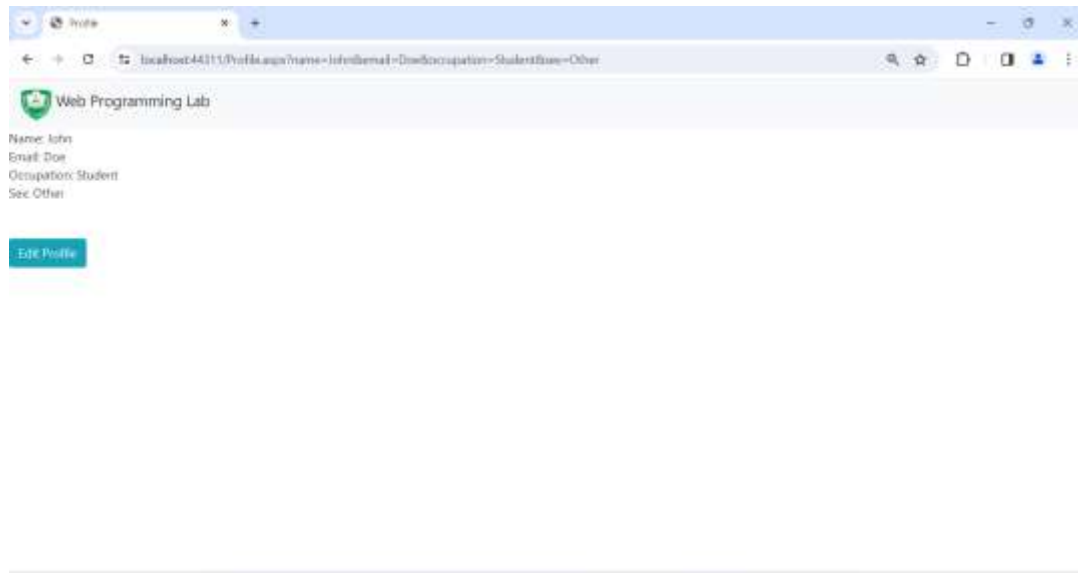 Profile
localhost:44311/Profile.aspx?name=John&email=Doe&occupation=Student&sex=Other
Web Programming Lab
Name: John
Email: Doe
Occupation: Student
Sex: Other
Edit Profile